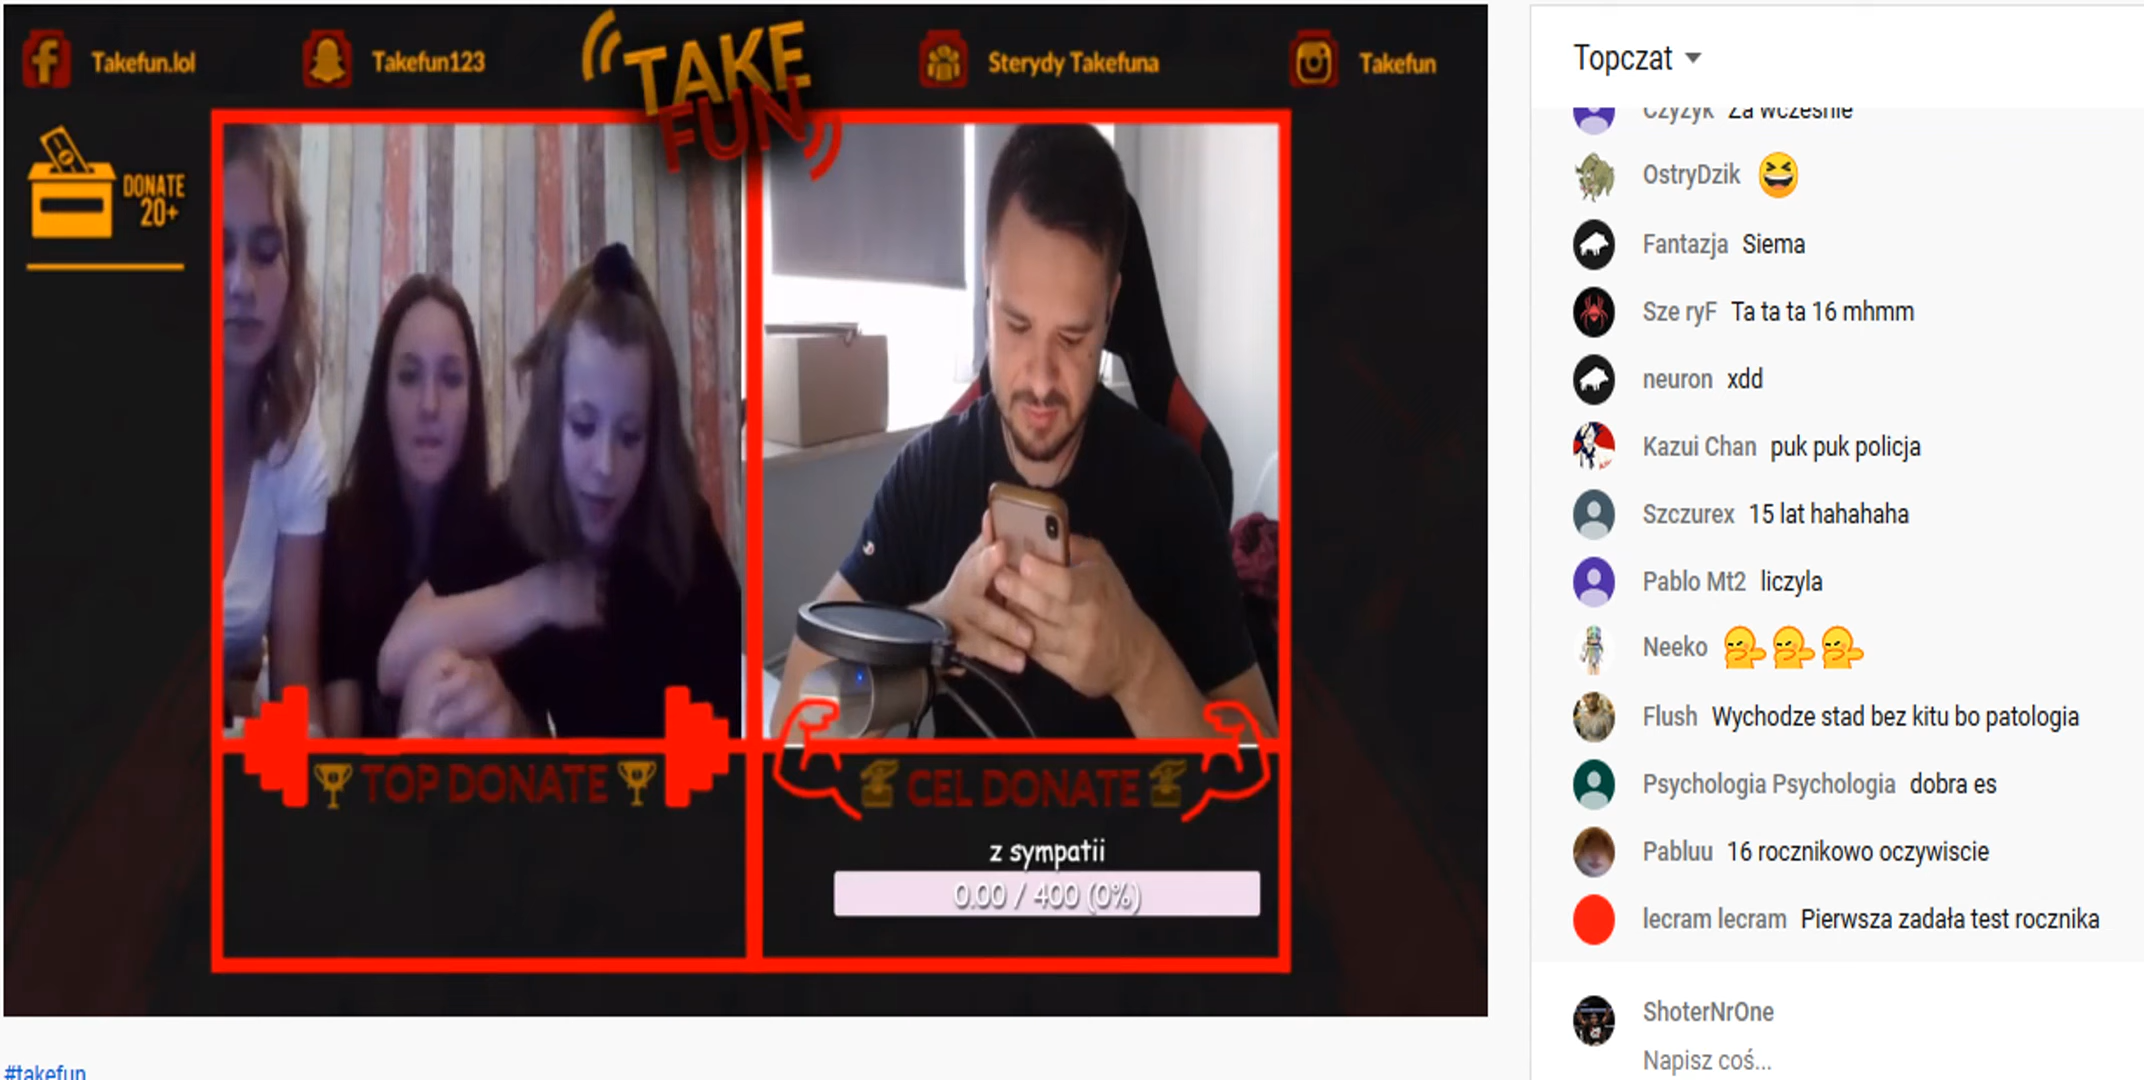 Takefun.lol
Takefun123
TAKE
FUN
Sterydy Takefuna
Takefun
DONATE
20+
TOP DONATE
CEL DONATE
z sympatii
0.00 / 400 (0%)
#takefun
Topczat
Czyzyk Za wcześnie
OstryDzik
Fantazja Siema
Sze ryF Ta ta ta 16 mhmm
neuron xdd
Kazui Chan puk puk policja
Szczurex 15 lat hahahaha
Pablo Mt2 liczyla
Neeko
Flush Wychodze stad bez kitu bo patologia
Psychologia Psychologia dobra es
Pabluu 16 rocznikowo oczywiscie
lecram lecram Pierwsza zadała test rocznika
ShoterNrOne
Napisz coś...